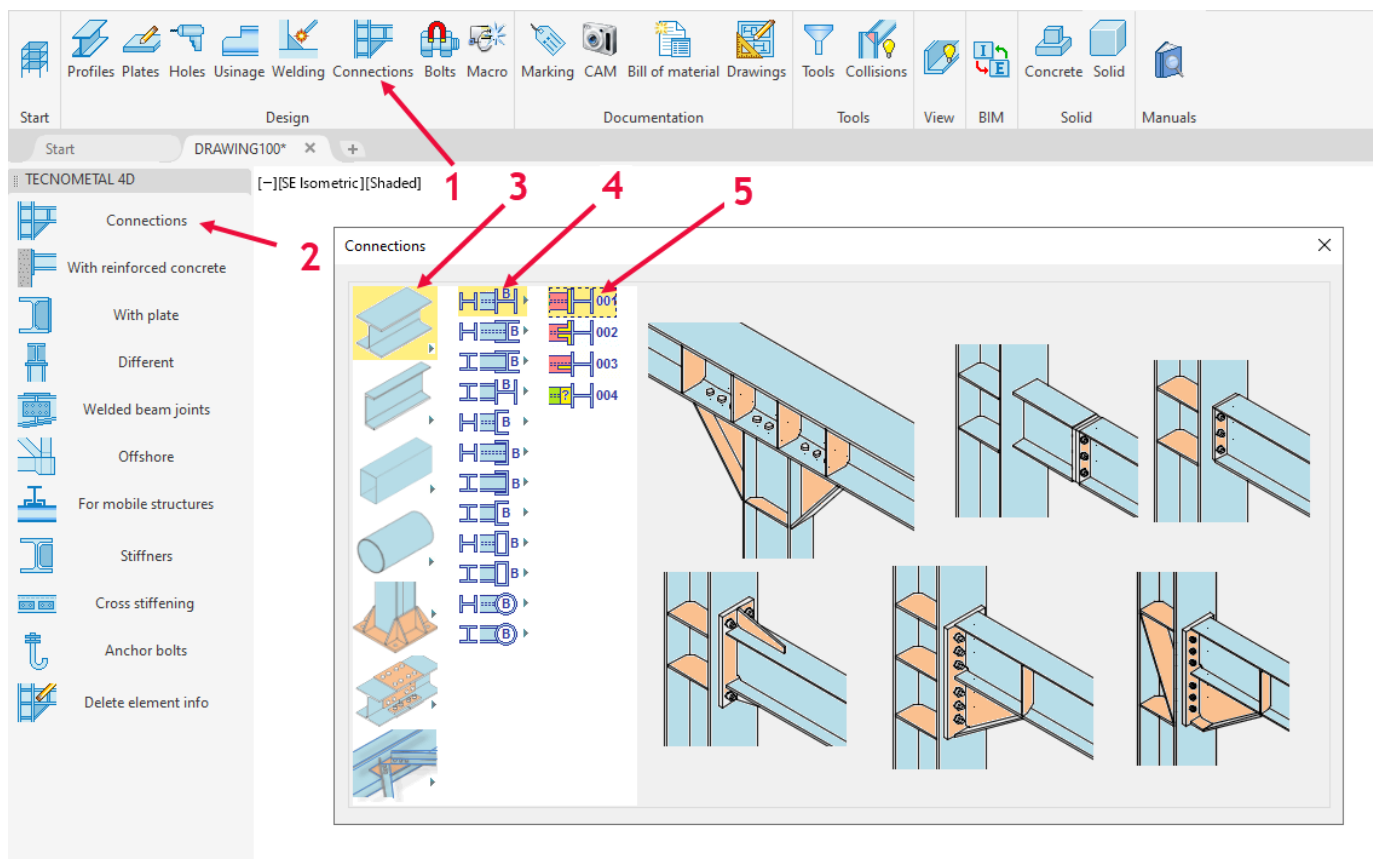 Profiles Plates Holes Usinage Welding Connections Bolts Macro Marking CAM Bill of material Drawings Tools Collisions Concrete Solid
Start Design Documentation Tools View BIM Solid Manuals
Start DRAWING100* × +
TECNOMETAL 4D
[−][SE Isometric][Shaded]
1 3 4 5
Connections
2
With reinforced concrete
With plate
Different
Welded beam joints
Offshore
For mobile structures
Stiffners
Cross stiffening
Anchor bolts
Delete element info
Connections
B 001
B 002
B 003
B ? 004
B
B
B
B
B
B
B
B